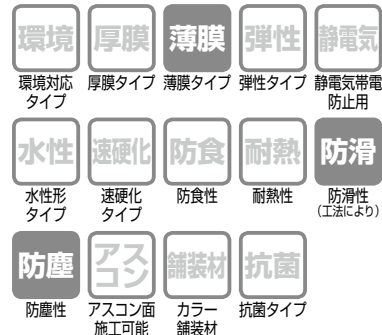 環境 厚膜 薄膜 弾性 静電気
環境対応 厚膜タイプ 薄膜タイプ 弾性タイプ 静電気帯電
タイプ 防止用
水性 速硬化 防食 耐熱 防滑
水性形 速硬化 防食性 耐熱性 防滑性
タイプ タイプ (工法により)
防塵 アス 舗装材 抗菌
コン
防塵性 アスコン面 カラー 抗菌タイプ
施工可能 舗装材